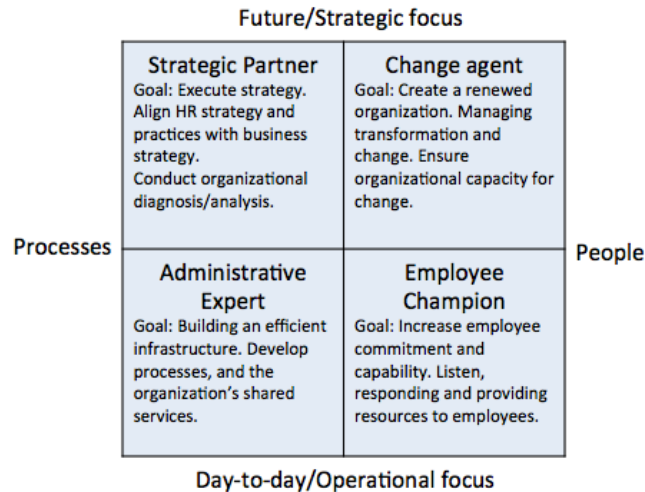 Future/Strategic focus
Strategic Partner
Goal: Execute strategy.
Align HR strategy and
practices with business
strategy.
Conduct organizational
diagnosis/analysis.
Change agent
Goal: Create a renewed
organization. Managing
transformation and
change. Ensure
organizational capacity for
change.
Processes
People
Administrative
Expert
Goal: Building an efficient
infrastructure. Develop
processes, and the
organization's shared
services.
Employee
Champion
Goal: Increase employee
commitment and
capability. Listen,
responding and providing
resources to employees.
Day-to-day/Operational focus